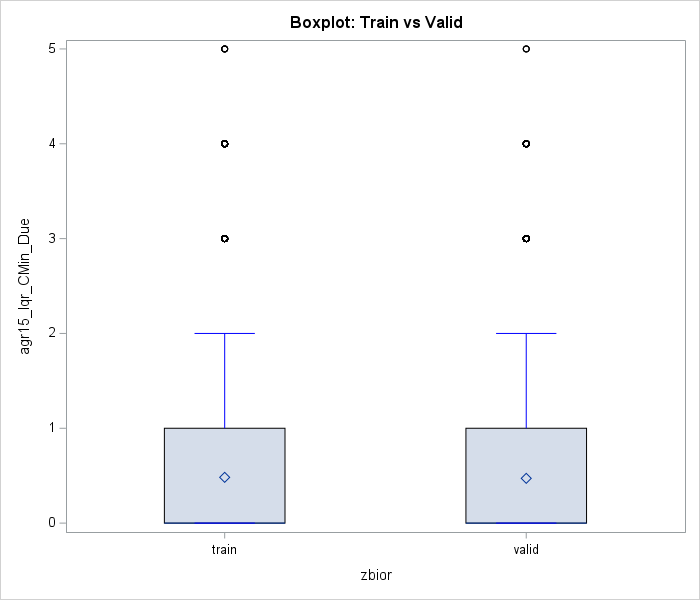 Boxplot: Train vs Valid
5
4
3
2
1
0
agr15_Iqr_CMin_Due
train
valid
zbior